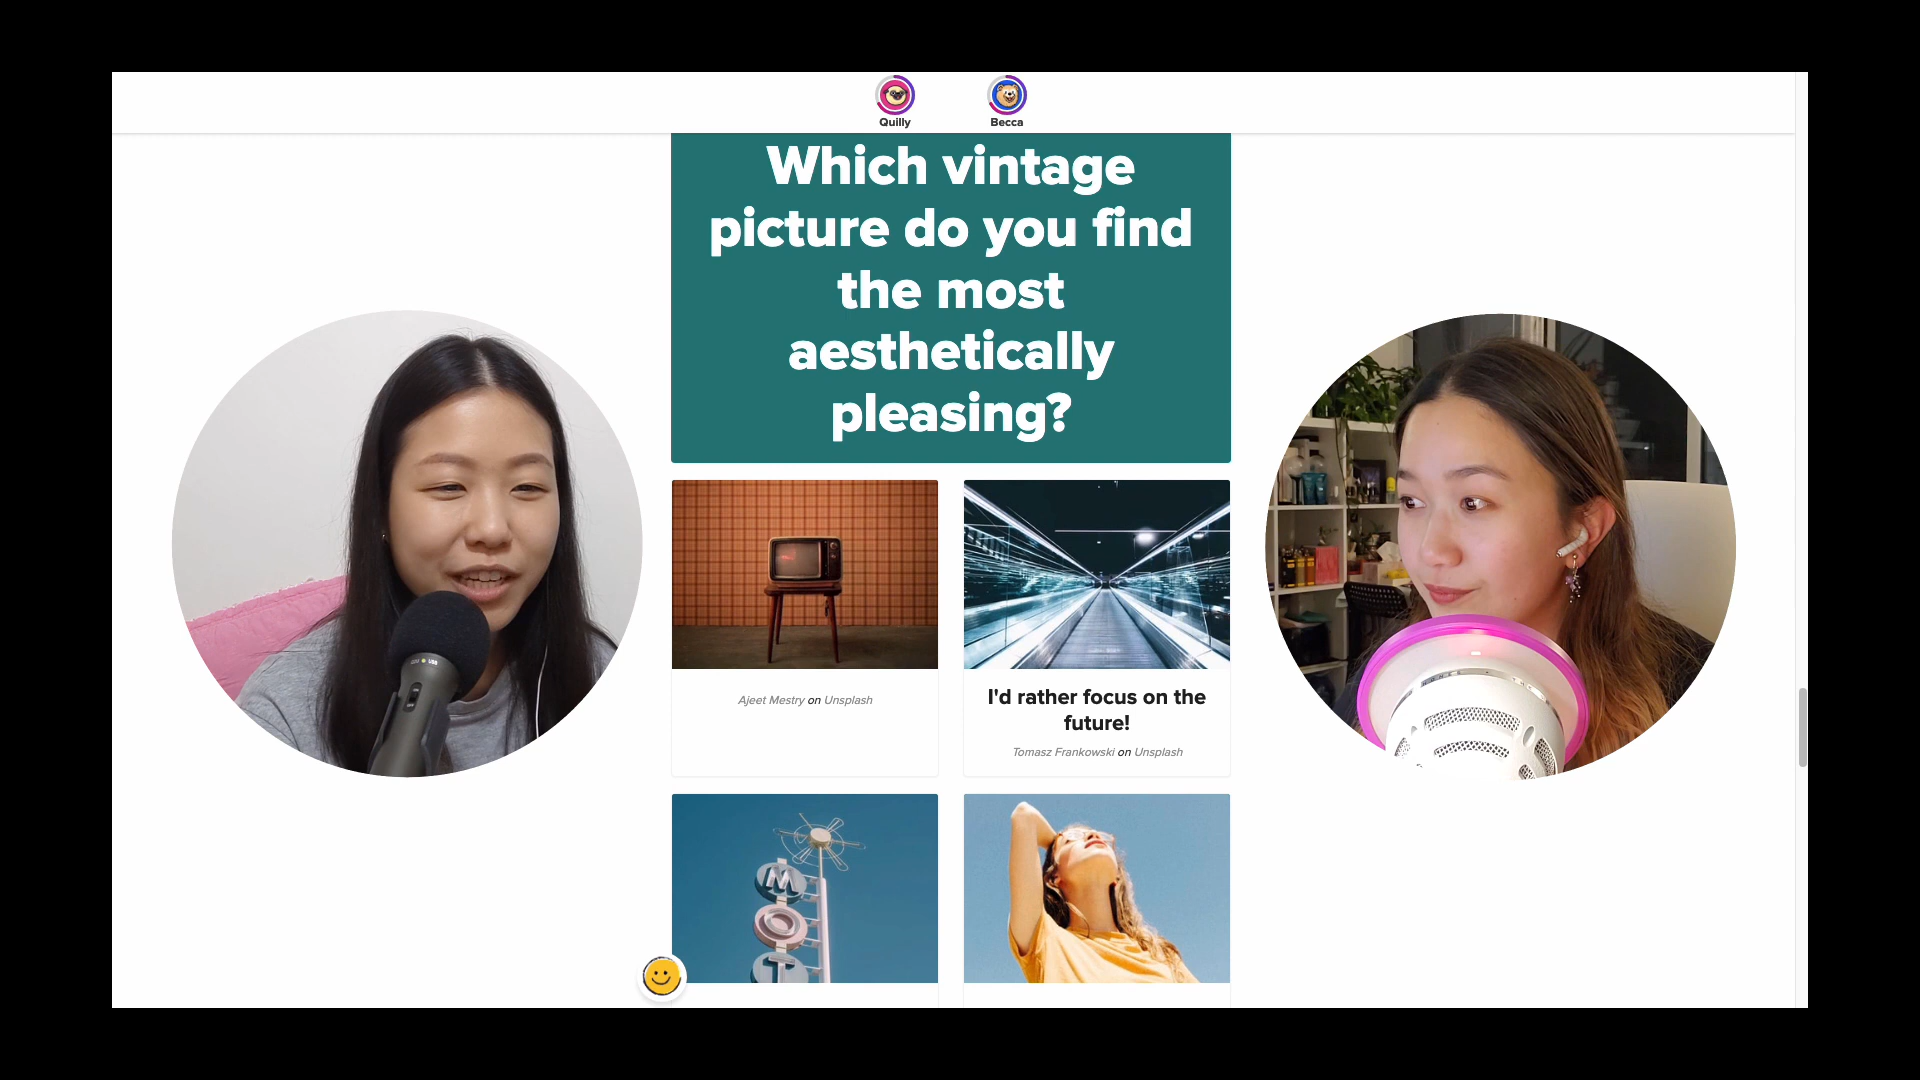 Quilly
Becca
Which vintage
picture do you find
the most
aesthetically
pleasing?
Ajeet Mestry on Unsplash
I'd rather focus on the
future!
Tomasz Frankowski on Unsplash
M
O
T